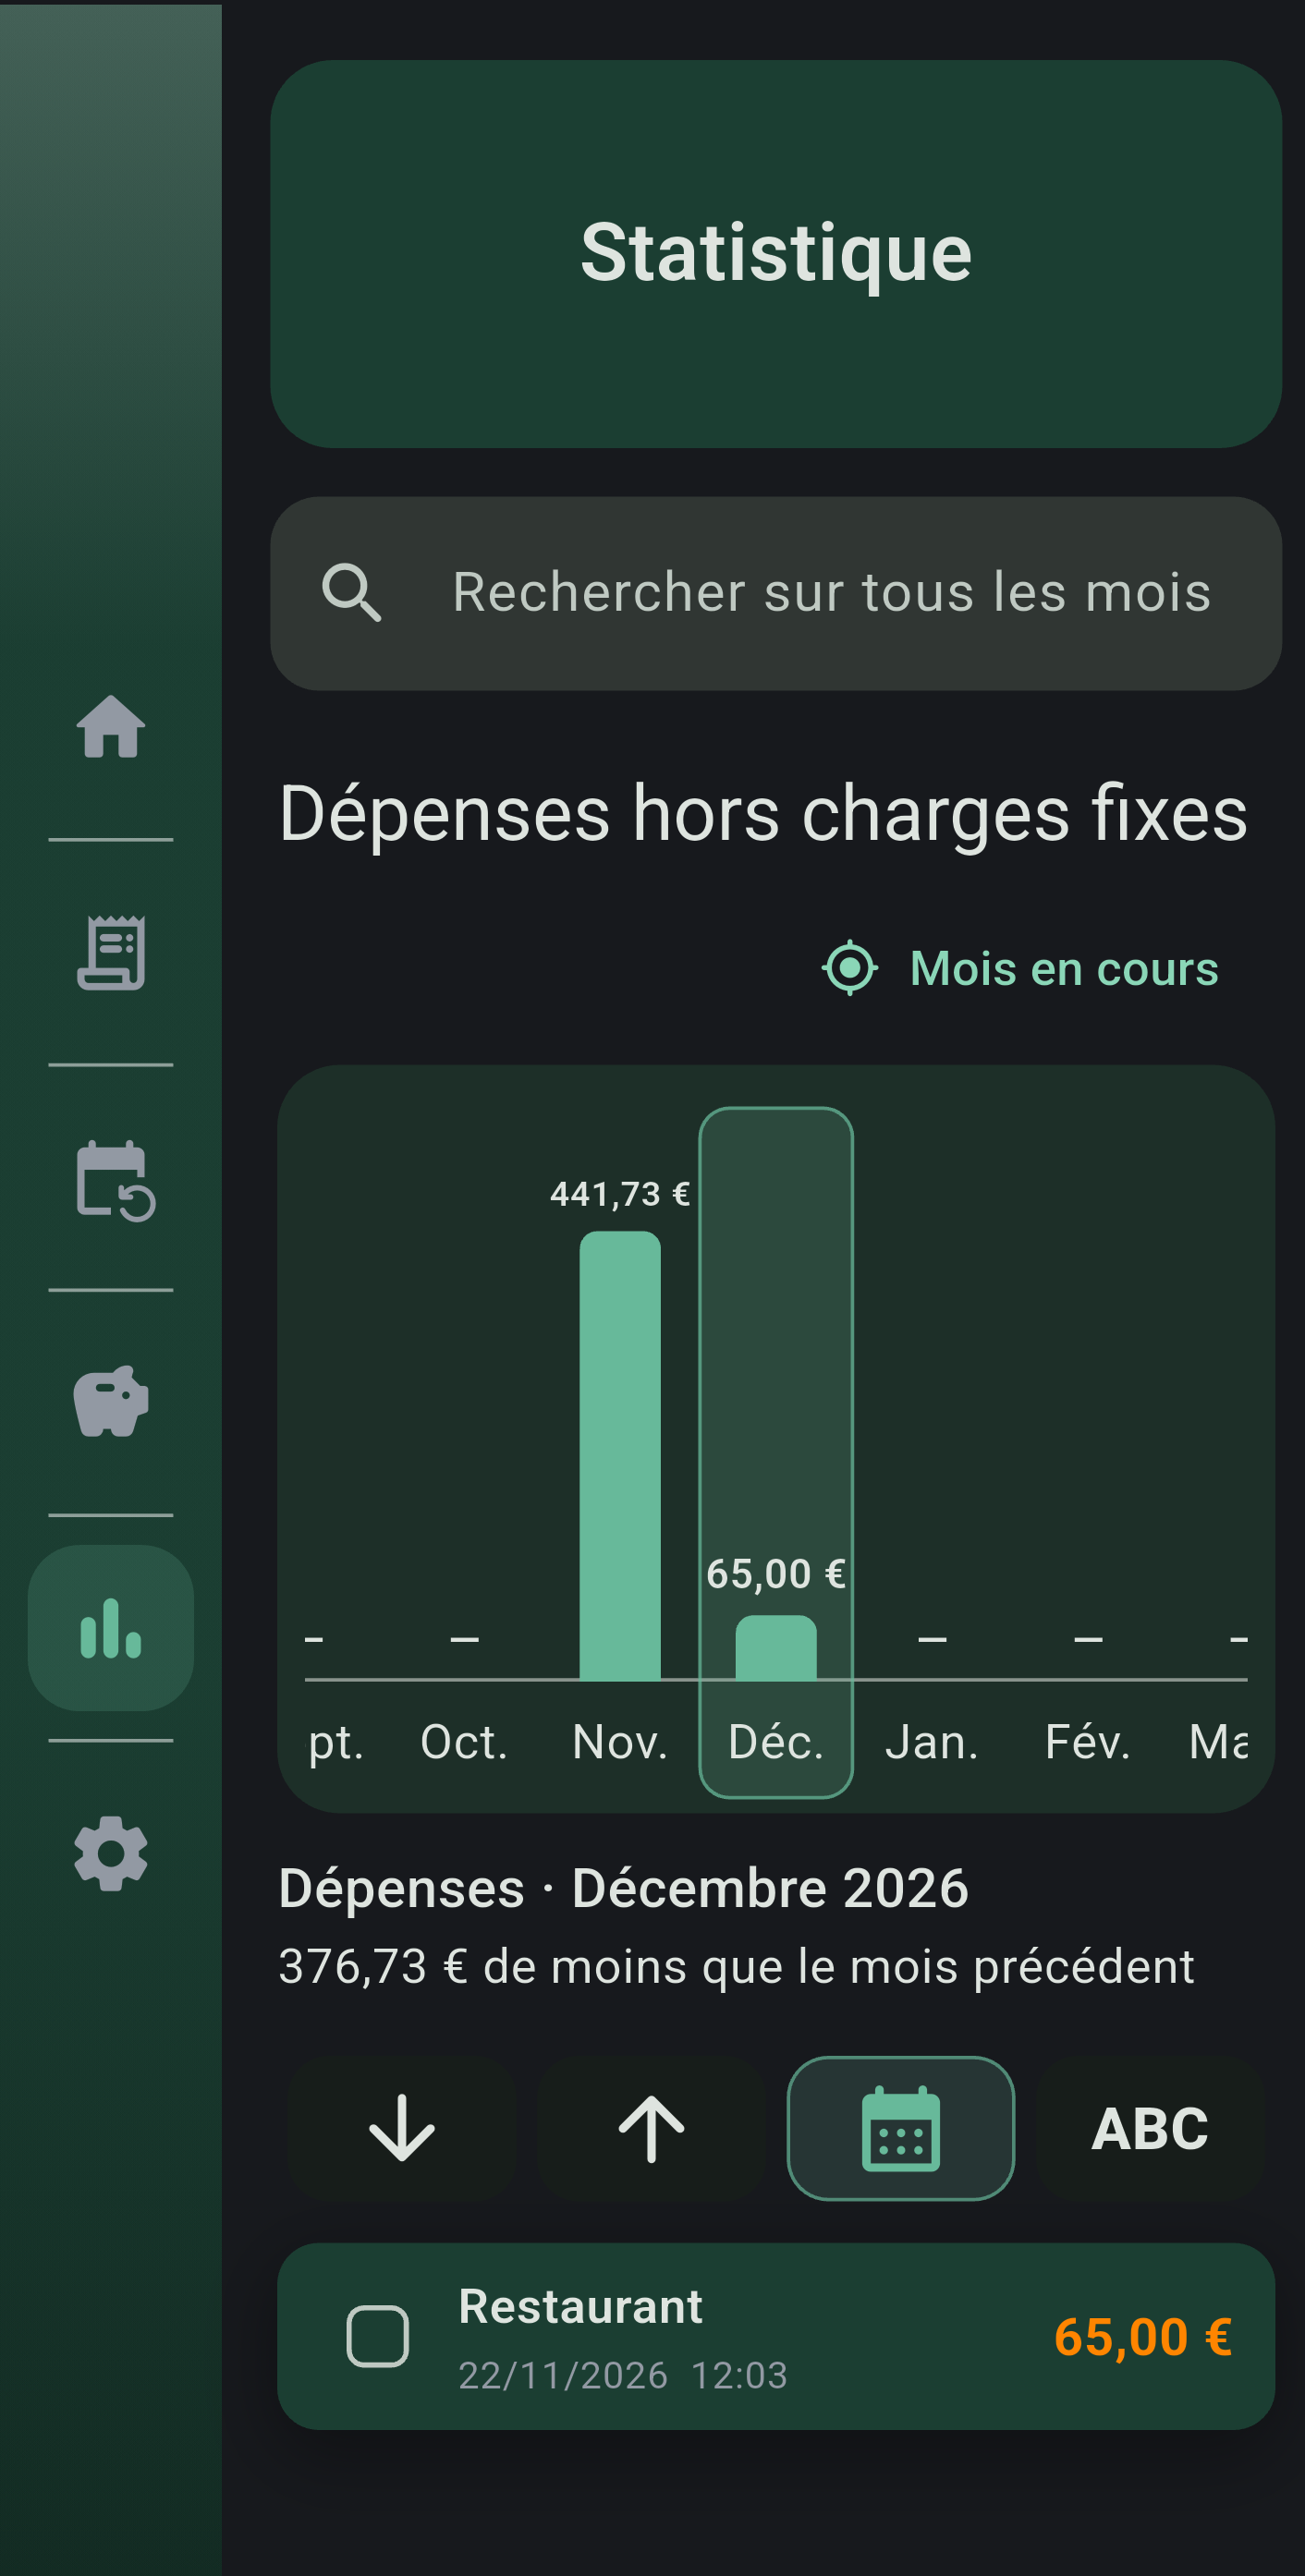 Statistique
Rechercher sur tous les mois
Dépenses hors charges fixes
Mois en cours
441,73 €
65,00 €
– – – – –
pt. Oct. Nov. Déc. Jan. Fév. Ma
Dépenses · Décembre 2026
376,73 € de moins que le mois précédent
ABC
Restaurant
65,00 €
22/11/2026 12:03